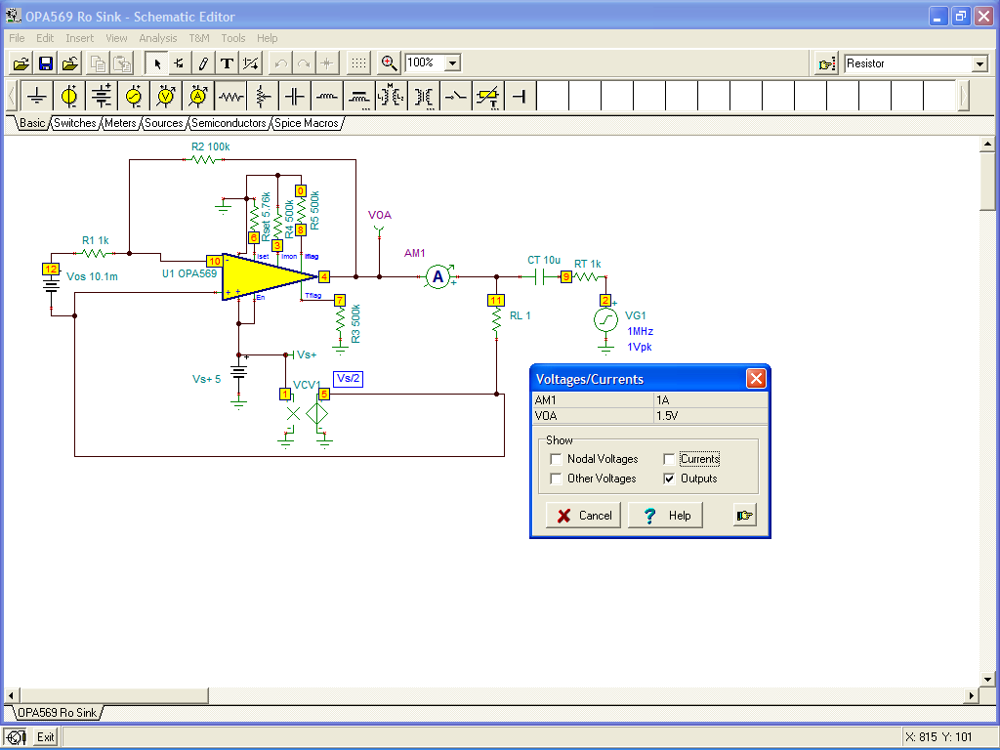 OPA569 Ro Sink - Schematic Editor
File Edit Insert View Analysis T&M Tools Help
T 100% Resistor
Basic Switches Meters Sources Semiconductors Spice Macros
R2 100k
0
Rset 5.76k
R4 500k
R5 500k
VOA
6 3 8
R1 1k
Iset Imon Iflag
AM1
CT 10u RT 1k
12
10
U1 OPA569
4
A
9
Vos 10.1m
En
Tflag
7
11
2
R3 500k
RL 1
VG1
1MHz
1Vpk
Vs+
Vs+ 5
VCV1
Vs/2
1 5
Voltages/Currents
AM1 1A
VOA 1.5V
Show
Nodal Voltages Currents
Other Voltages Outputs
Cancel Help
OPA569 Ro Sink
Exit X: 815 Y: 101